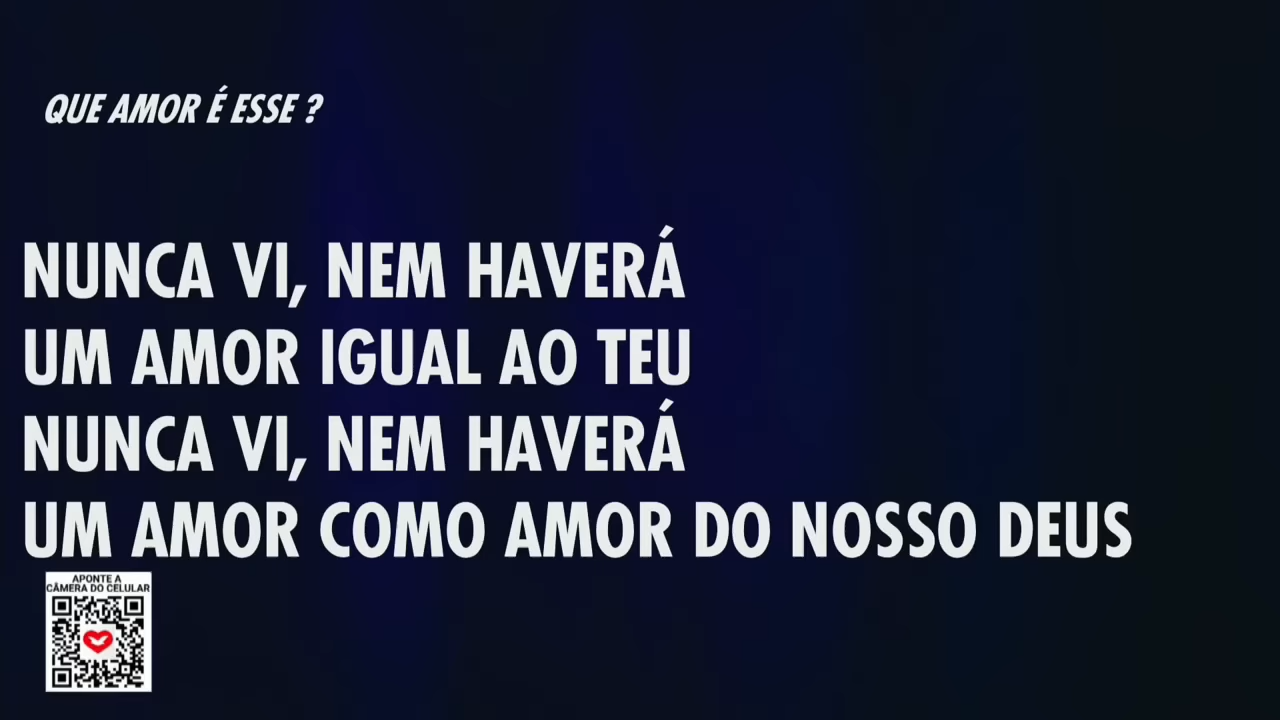 QUE AMOR É ESSE ?
NUNCA VI, NEM HAVERÁ
UM AMOR IGUAL AO TEU
NUNCA VI, NEM HAVERÁ
UM AMOR COMO AMOR DO NOSSO DEUS
APONTE A
CÂMERA DO CELULAR